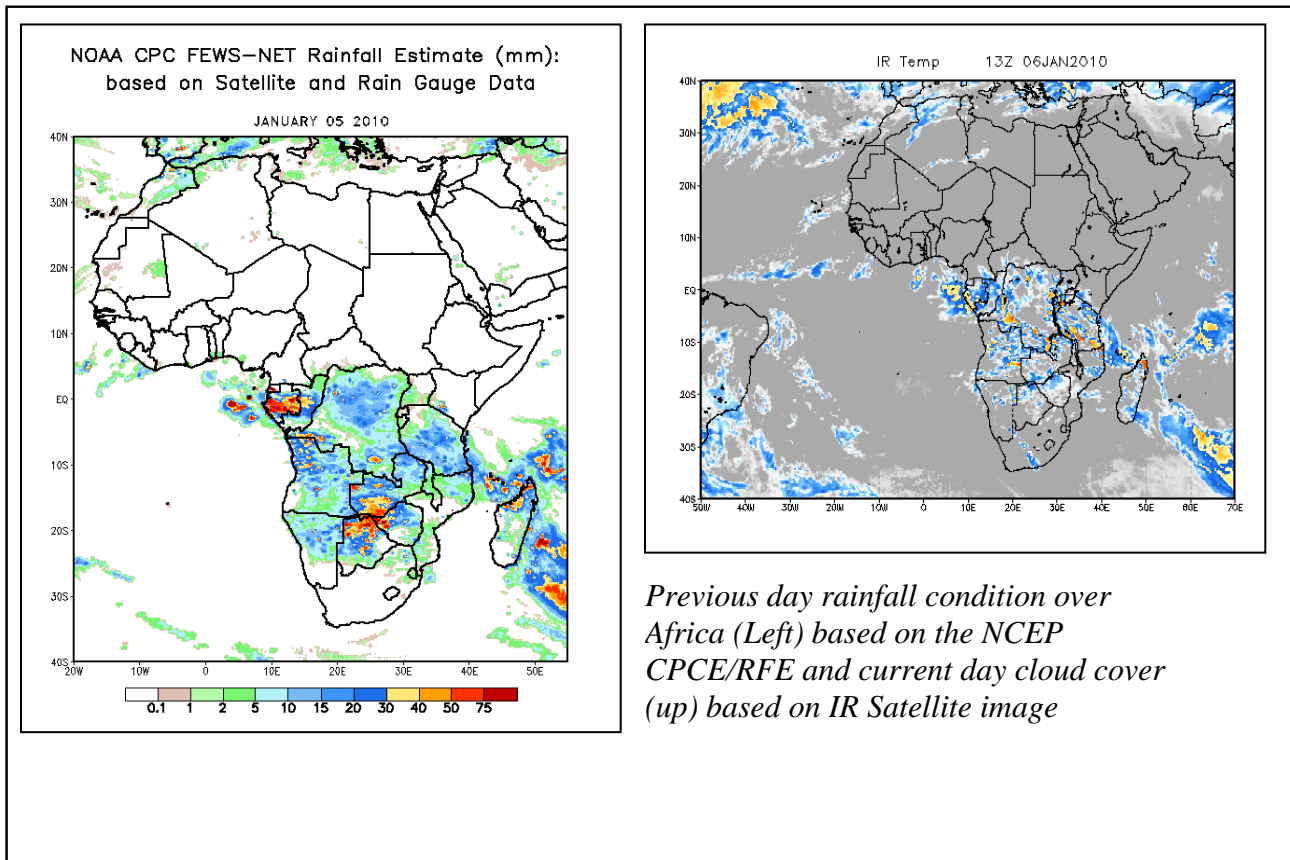 NOAA CPC FEWS−NET Rainfall Estimate (mm):
based on Satellite and Rain Gauge Data
JANUARY 05 2010
40N
30N
20N
10N
EQ
10S
20S
30S
40S
20W 10W 0 10E 20E 30E 40E 50E
0.1 1 2 5 10 15 20 30 40 50 75
IR Temp 13Z 06JAN2010
40N
30N
20N
10N
EQ
10S
20S
30S
40S
50W 40W 30W 20W 10W 0 10E 20E 30E 40E 50E 60E 70E
Previous day rainfall condition over
Africa (Left) based on the NCEP
CPCE/RFE and current day cloud cover
(up) based on IR Satellite image